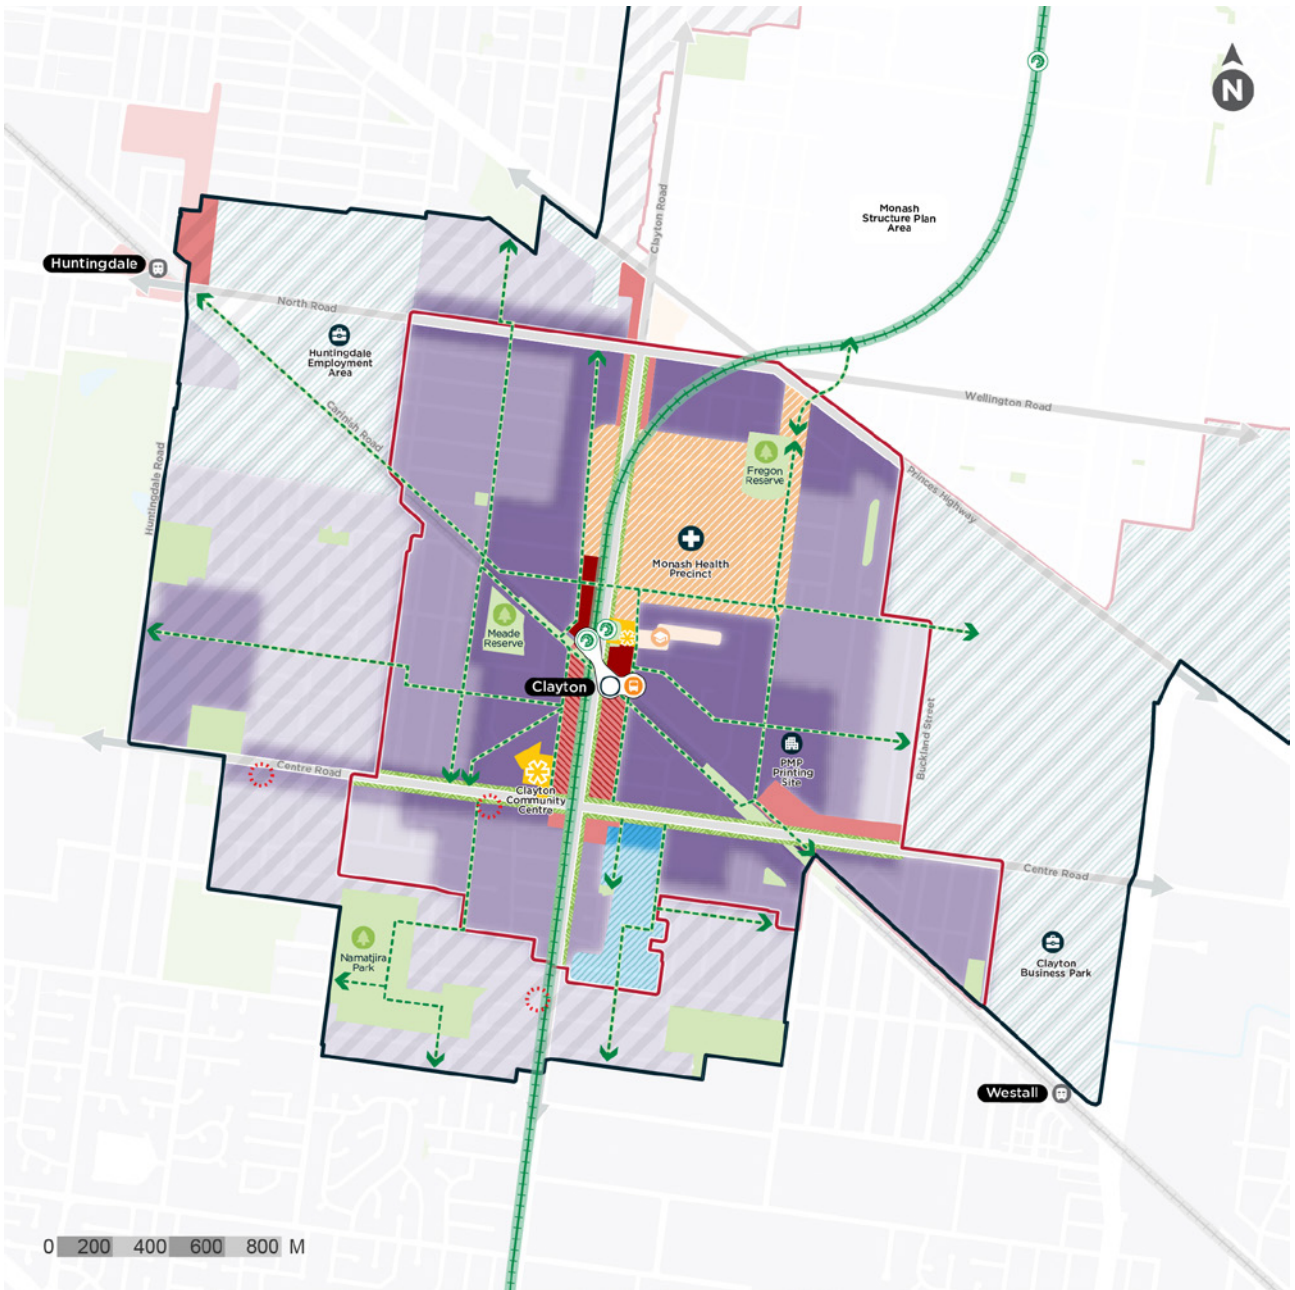 N
Monash
Structure Plan
Area
Clayton Road
Huntingdale
North Road
Huntingdale
Employment
Area
Wellington Road
Carinish Road
Huntingdale Road
Fregon
Reserve
Princes Highway
Monash Health
Precinct
Meade
Reserve
Clayton
Buckland Street
PMP
Printing
Site
Centre Road
Clayton
Community
Centre
Centre Road
Namatjira
Park
Clayton
Business Park
Westall
0 200 400 600 800 M